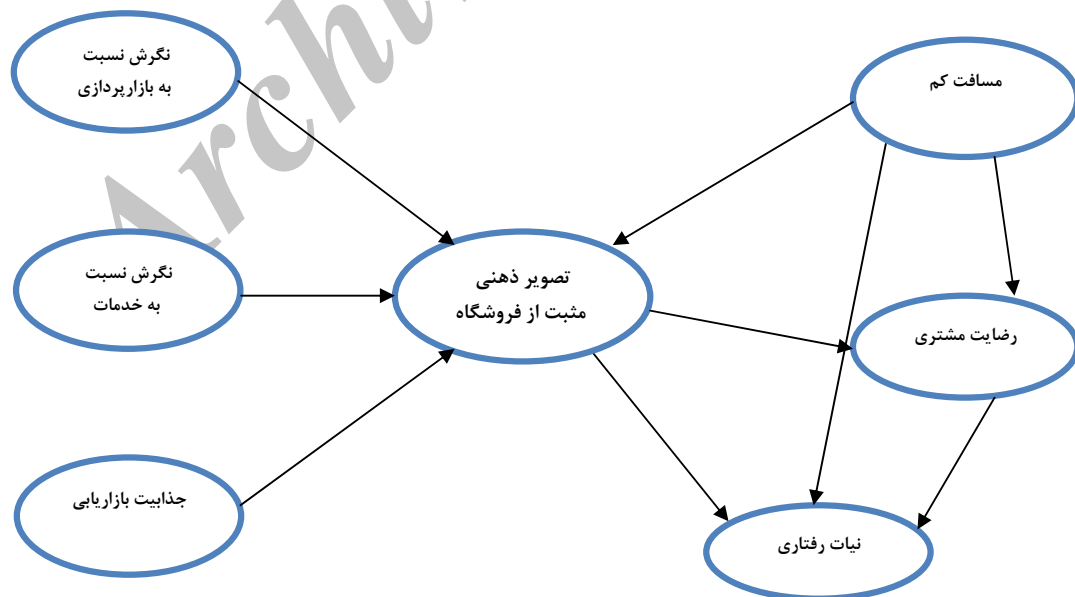 نگرش نسبت
به بازارپردازی
مسافت کم
نگرش نسبت
به خدمات
تصویر ذهنی
مثبت از فروشگاه
رضایت مشتری
جذابیت بازاریابی
نیات رفتاری